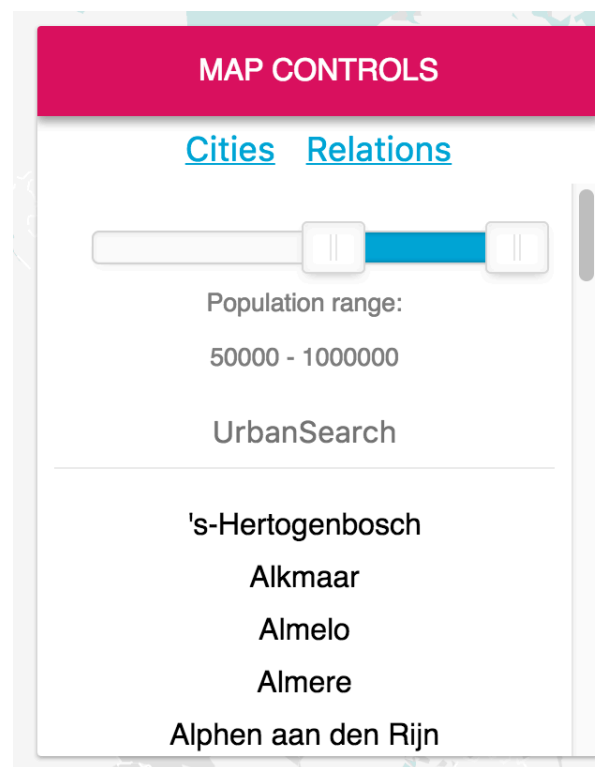 MAP CONTROLS
Cities Relations
Population range:
50000 - 1000000
UrbanSearch
's-Hertogenbosch
Alkmaar
Almelo
Almere
Alphen aan den Rijn